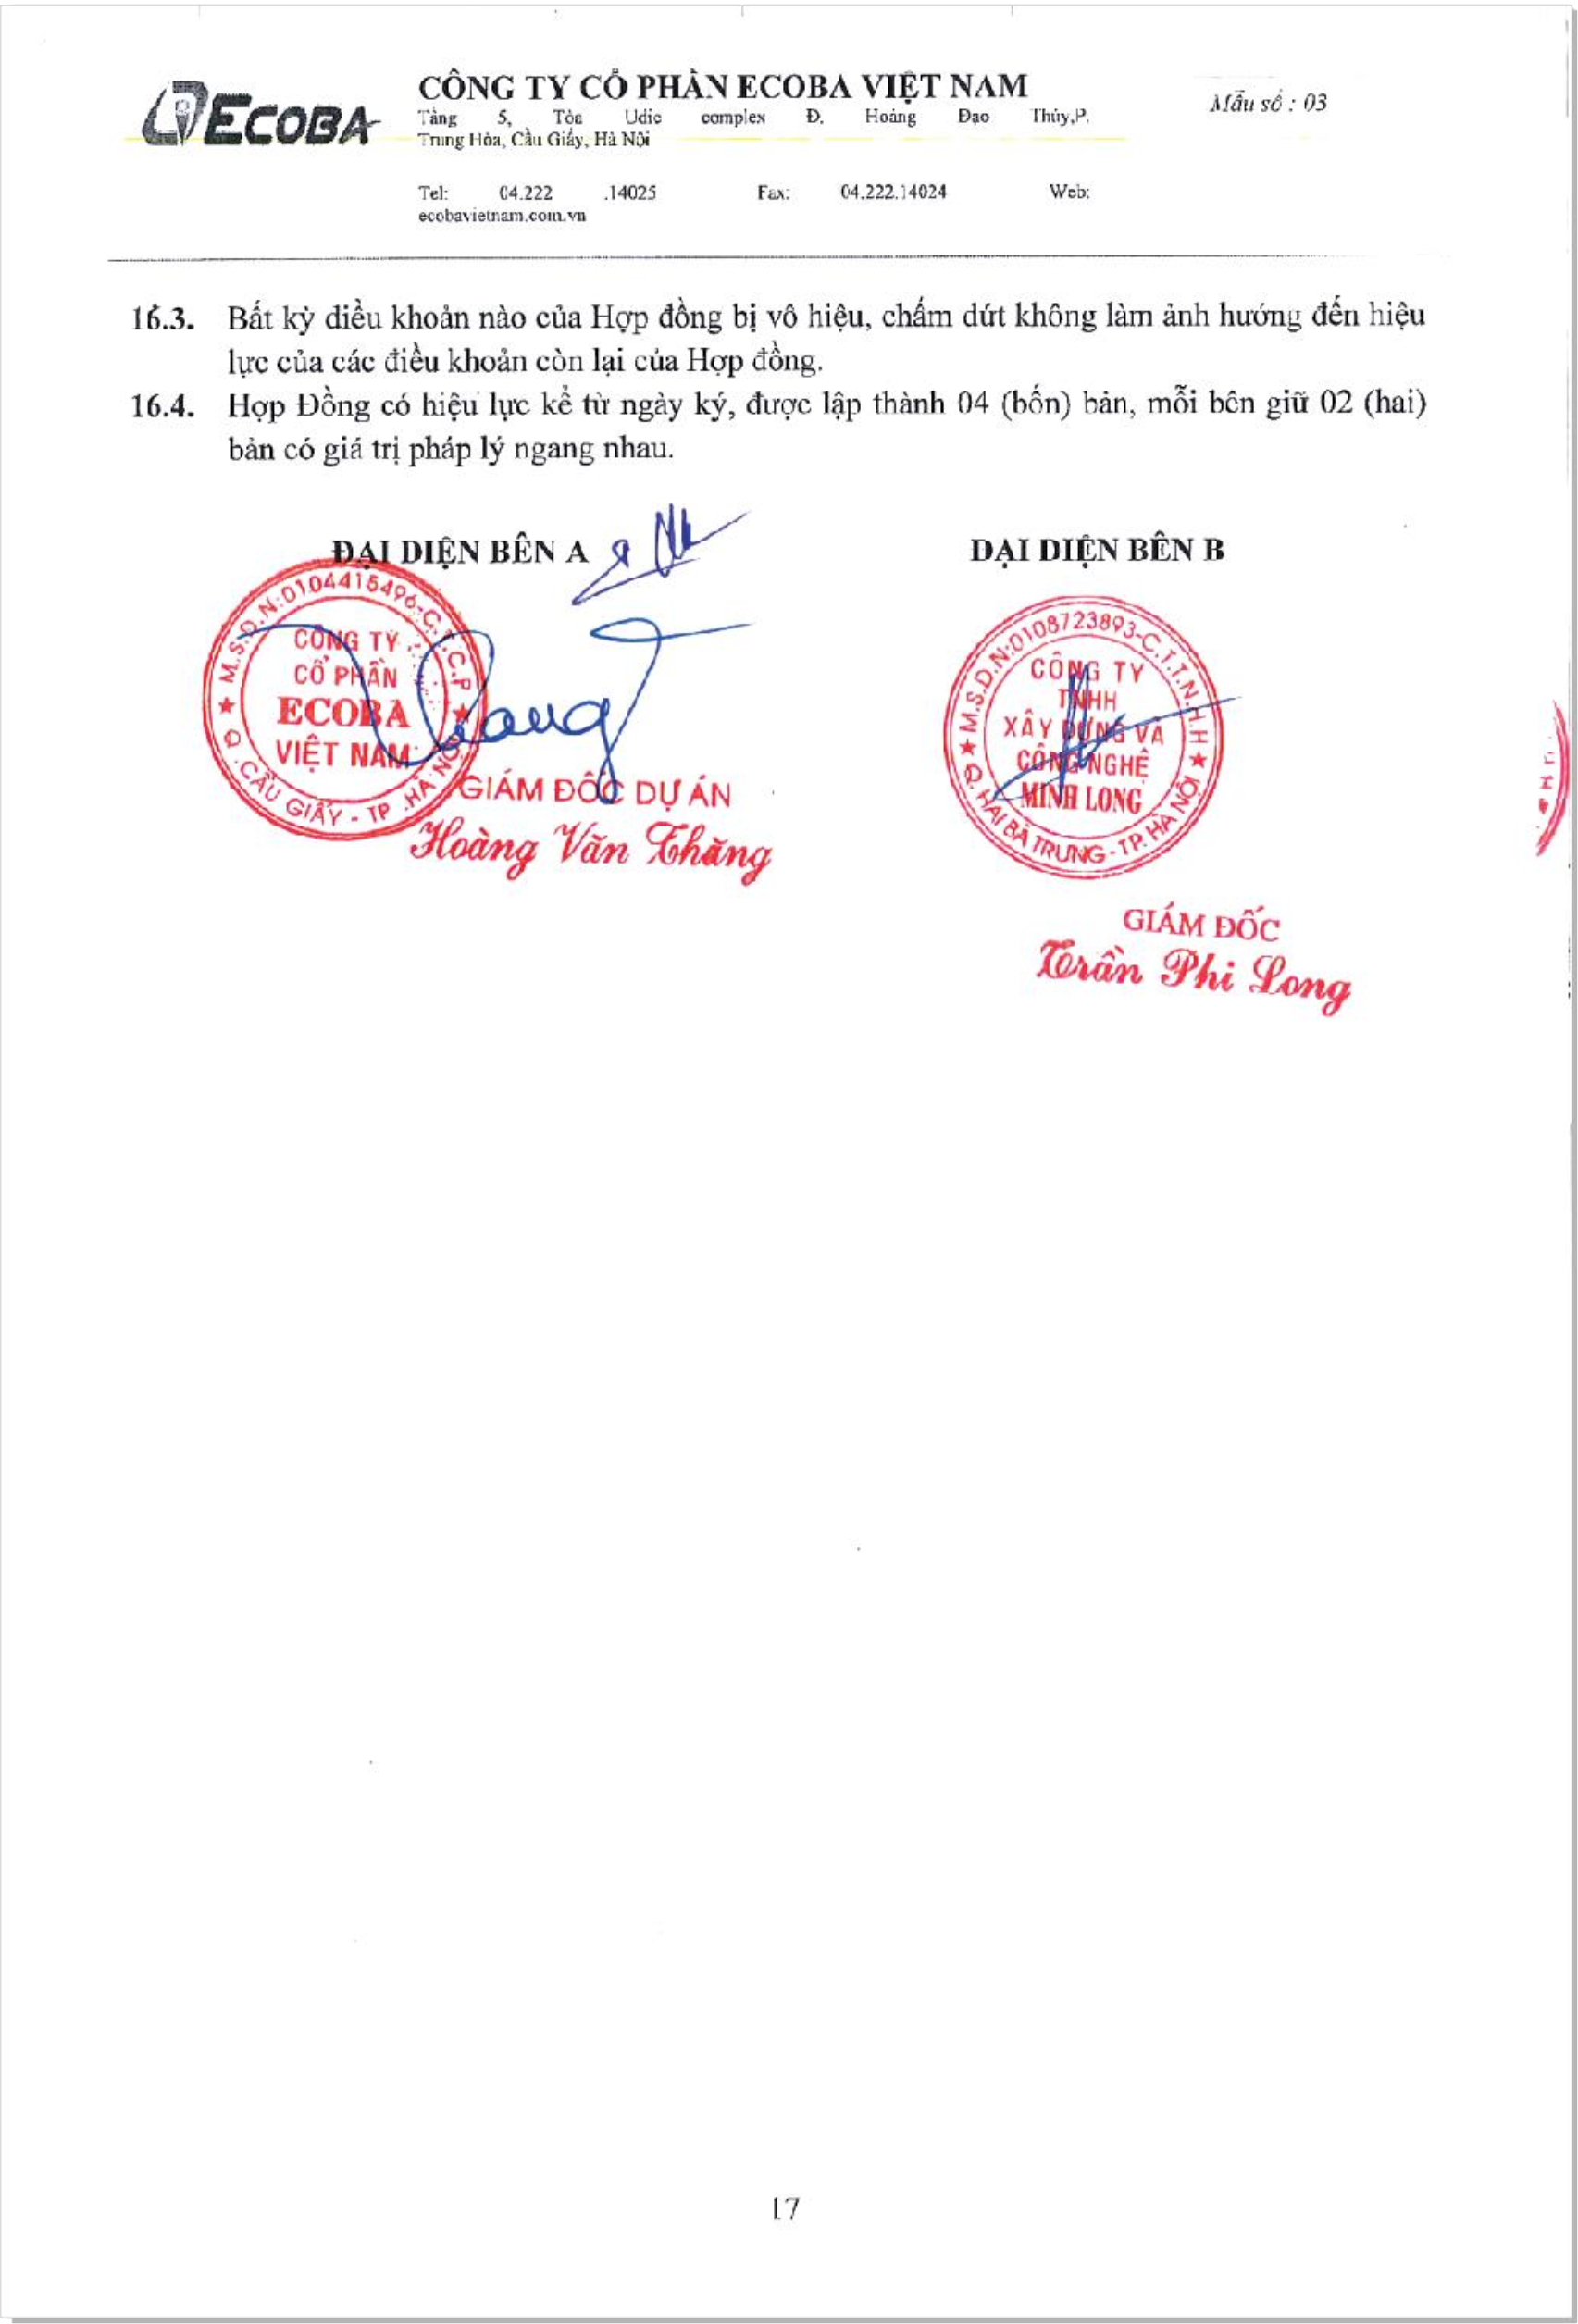 ECOBA
CÔNG TY CỔ PHẦN ECOBA VIỆT NAM
Tầng 5, Tòa Udic complex Đ. Hoàng Đạo Thúy,P.
Trung Hòa, Cầu Giấy, Hà Nội
Mẫu số : 03
Tel: 04.222 .14025 Fax: 04.222.14024 Web:
ecobavietnam.com.vn
16.3. Bất kỳ điều khoản nào của Hợp đồng bị vô hiệu, chấm dứt không làm ảnh hưởng đến hiệu
lực của các điều khoản còn lại của Hợp đồng.
16.4. Hợp Đồng có hiệu lực kể từ ngày ký, được lập thành 04 (bốn) bản, mỗi bên giữ 02 (hai)
bản có giá trị pháp lý ngang nhau.
ĐẠI DIỆN BÊN A
M.S.D.N:0104415496-C.T.C.P
CÔNG TY
CỔ PHẦN
ECOBA
VIỆT NAM
Q.CẦU GIẤY - TP.HÀ NỘI
GIÁM ĐỐC DỰ ÁN
Hoàng Văn Thăng
ĐẠI DIỆN BÊN B
M.S.D.N:0108723893-C.T.T.N.H.H
CÔNG TY
TNHH
XÂY DỰNG VÀ
CÔNG NGHỆ
MINH LONG
Q. HAI BÀ TRƯNG - TP. HÀ NỘI
GIÁM ĐỐC
Trần Phi Long
17